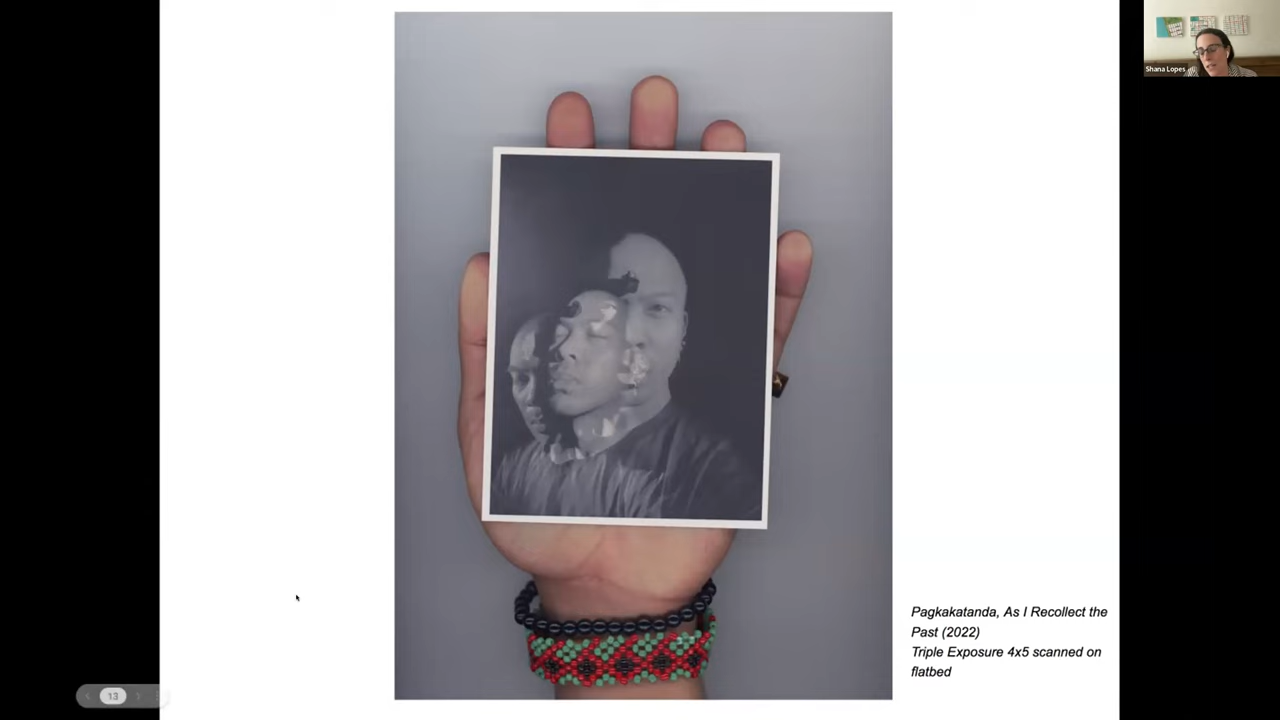 Shana Lopes
Pagkakatanda, As I Recollect the
Past (2022)
Triple Exposure 4x5 scanned on
flatbed
13